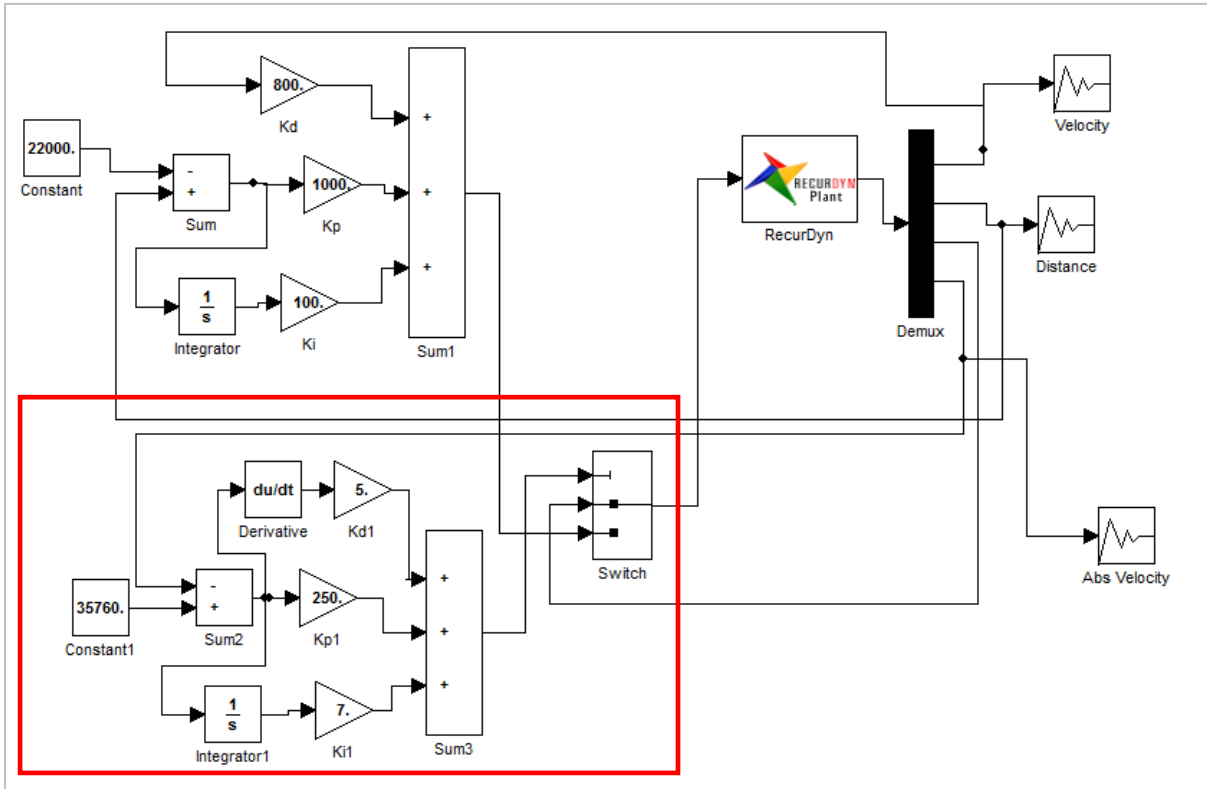 800.
Kd
Velocity
22000.
Constant
-
+
Sum
1000.
Kp
+
+
+
Sum1
RECURDYN
Plant
RecurDyn
Demux
Distance
1
s
Integrator
100.
Ki
du/dt
Derivative
5.
Kd1
Switch
Abs Velocity
35760.
Constant1
-
+
Sum2
250.
Kp1
+
+
+
Sum3
1
s
Integrator1
7.
Ki1